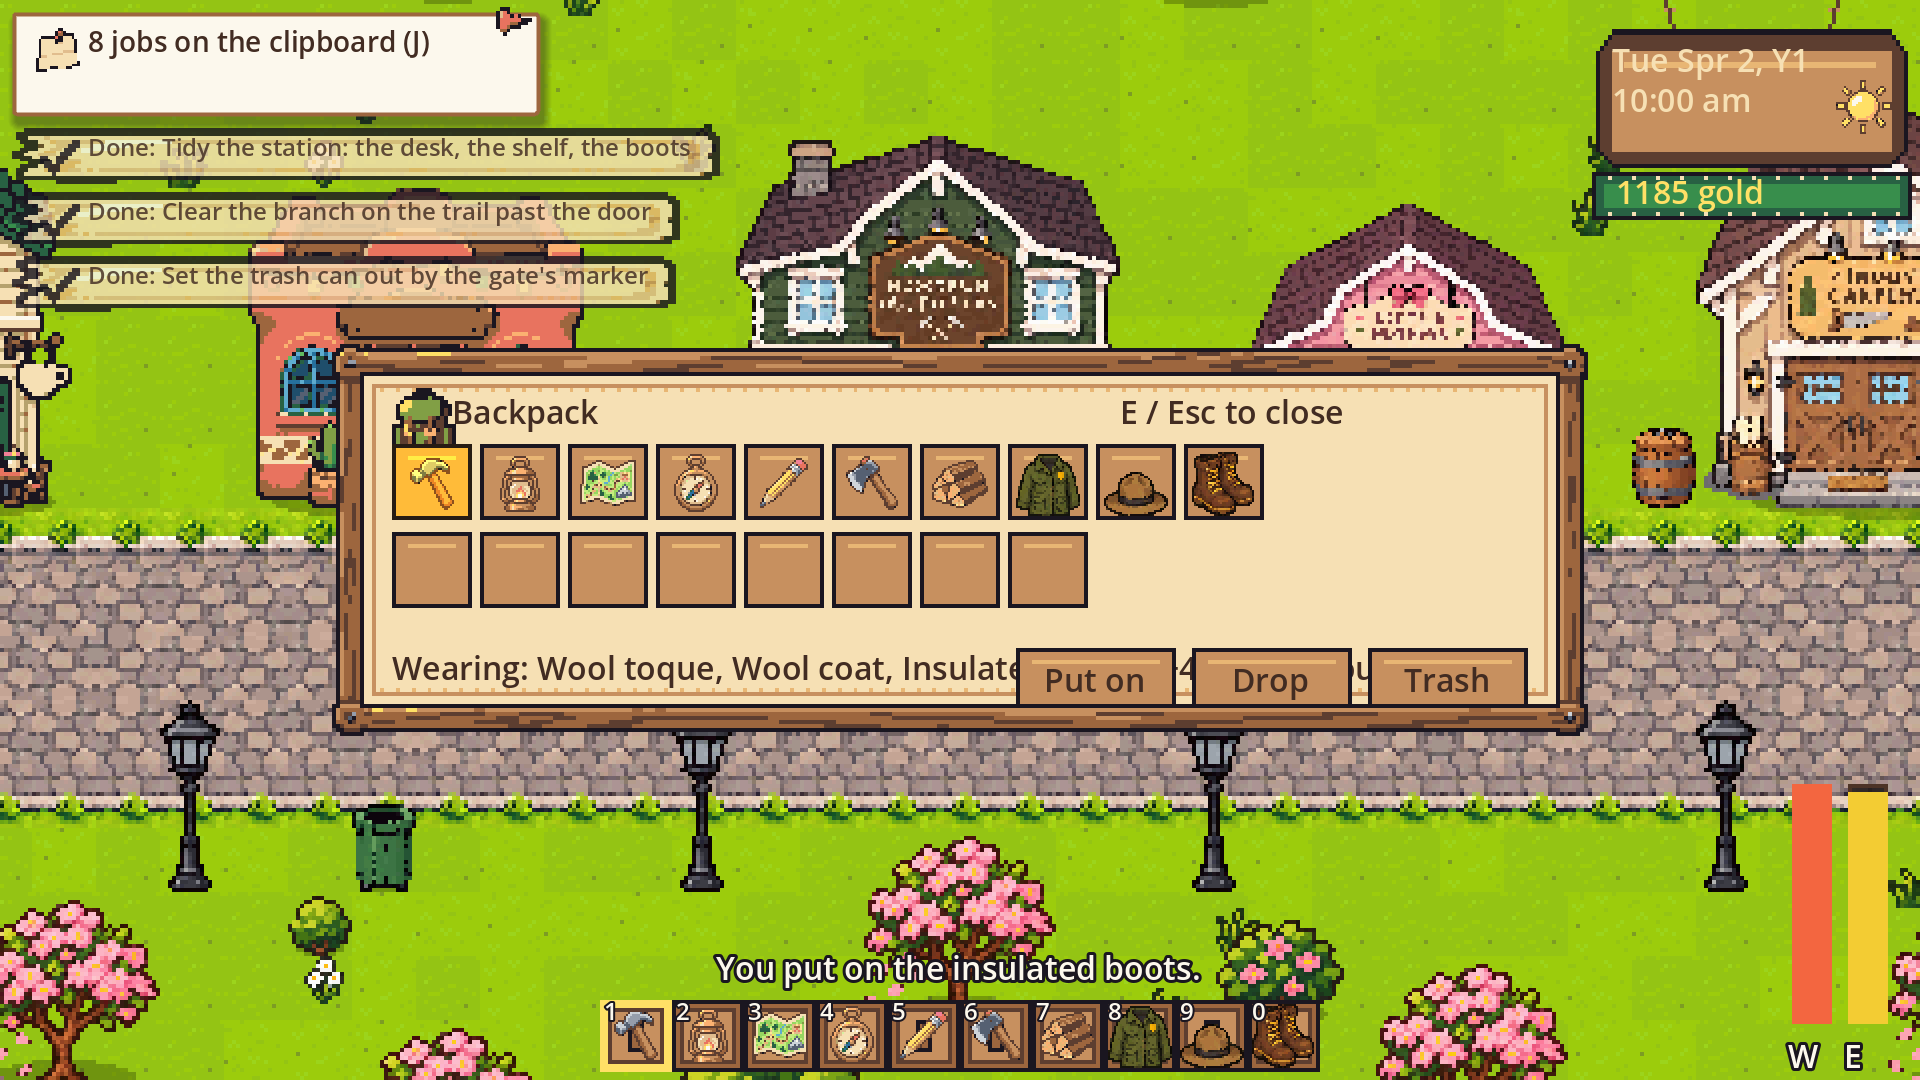 8 jobs on the clipboard (J)
Done: Tidy the station: the desk, the shelf, the boots
Done: Clear the branch on the trail past the door
Done: Set the trash can out by the gate's marker
Tue Spr 2, Y1
10:00 am
1185 gold
Backpack
E / Esc to close
Wearing: Wool toque, Wool coat,
Put on
Drop
Trash
You put on the insulated boots.
1 2 3 4 5 6 7 8 9 0
W E